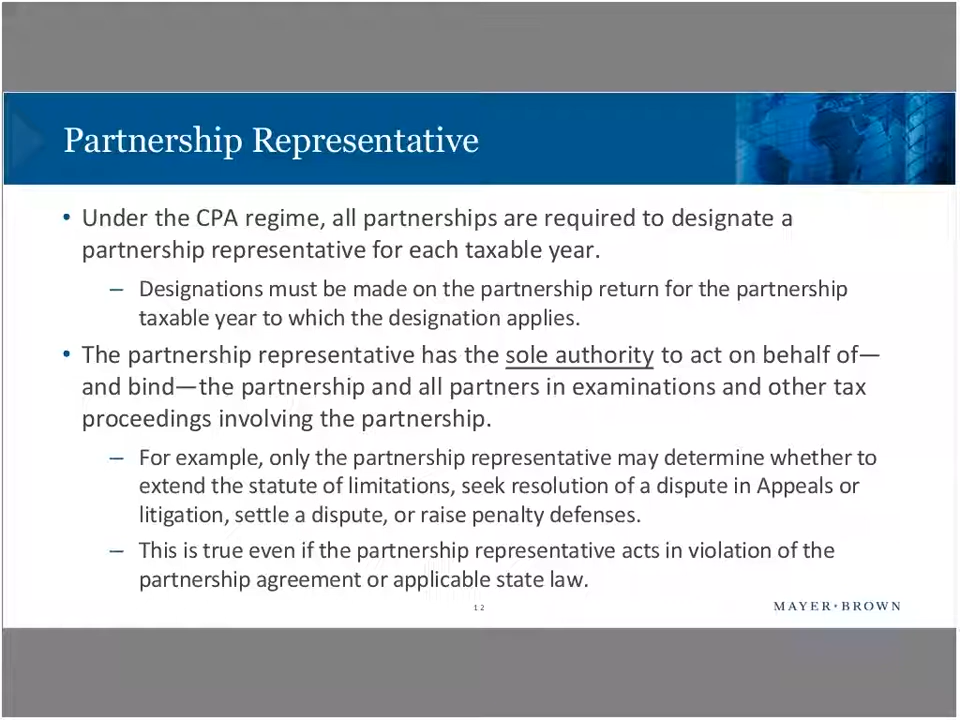 Partnership Representative
• Under the CPA regime, all partnerships are required to designate a
partnership representative for each taxable year.
– Designations must be made on the partnership return for the partnership
taxable year to which the designation applies.
• The partnership representative has the sole authority to act on behalf of—
and bind—the partnership and all partners in examinations and other tax
proceedings involving the partnership.
– For example, only the partnership representative may determine whether to
extend the statute of limitations, seek resolution of a dispute in Appeals or
litigation, settle a dispute, or raise penalty defenses.
– This is true even if the partnership representative acts in violation of the
partnership agreement or applicable state law.
12
MAYER•BROWN